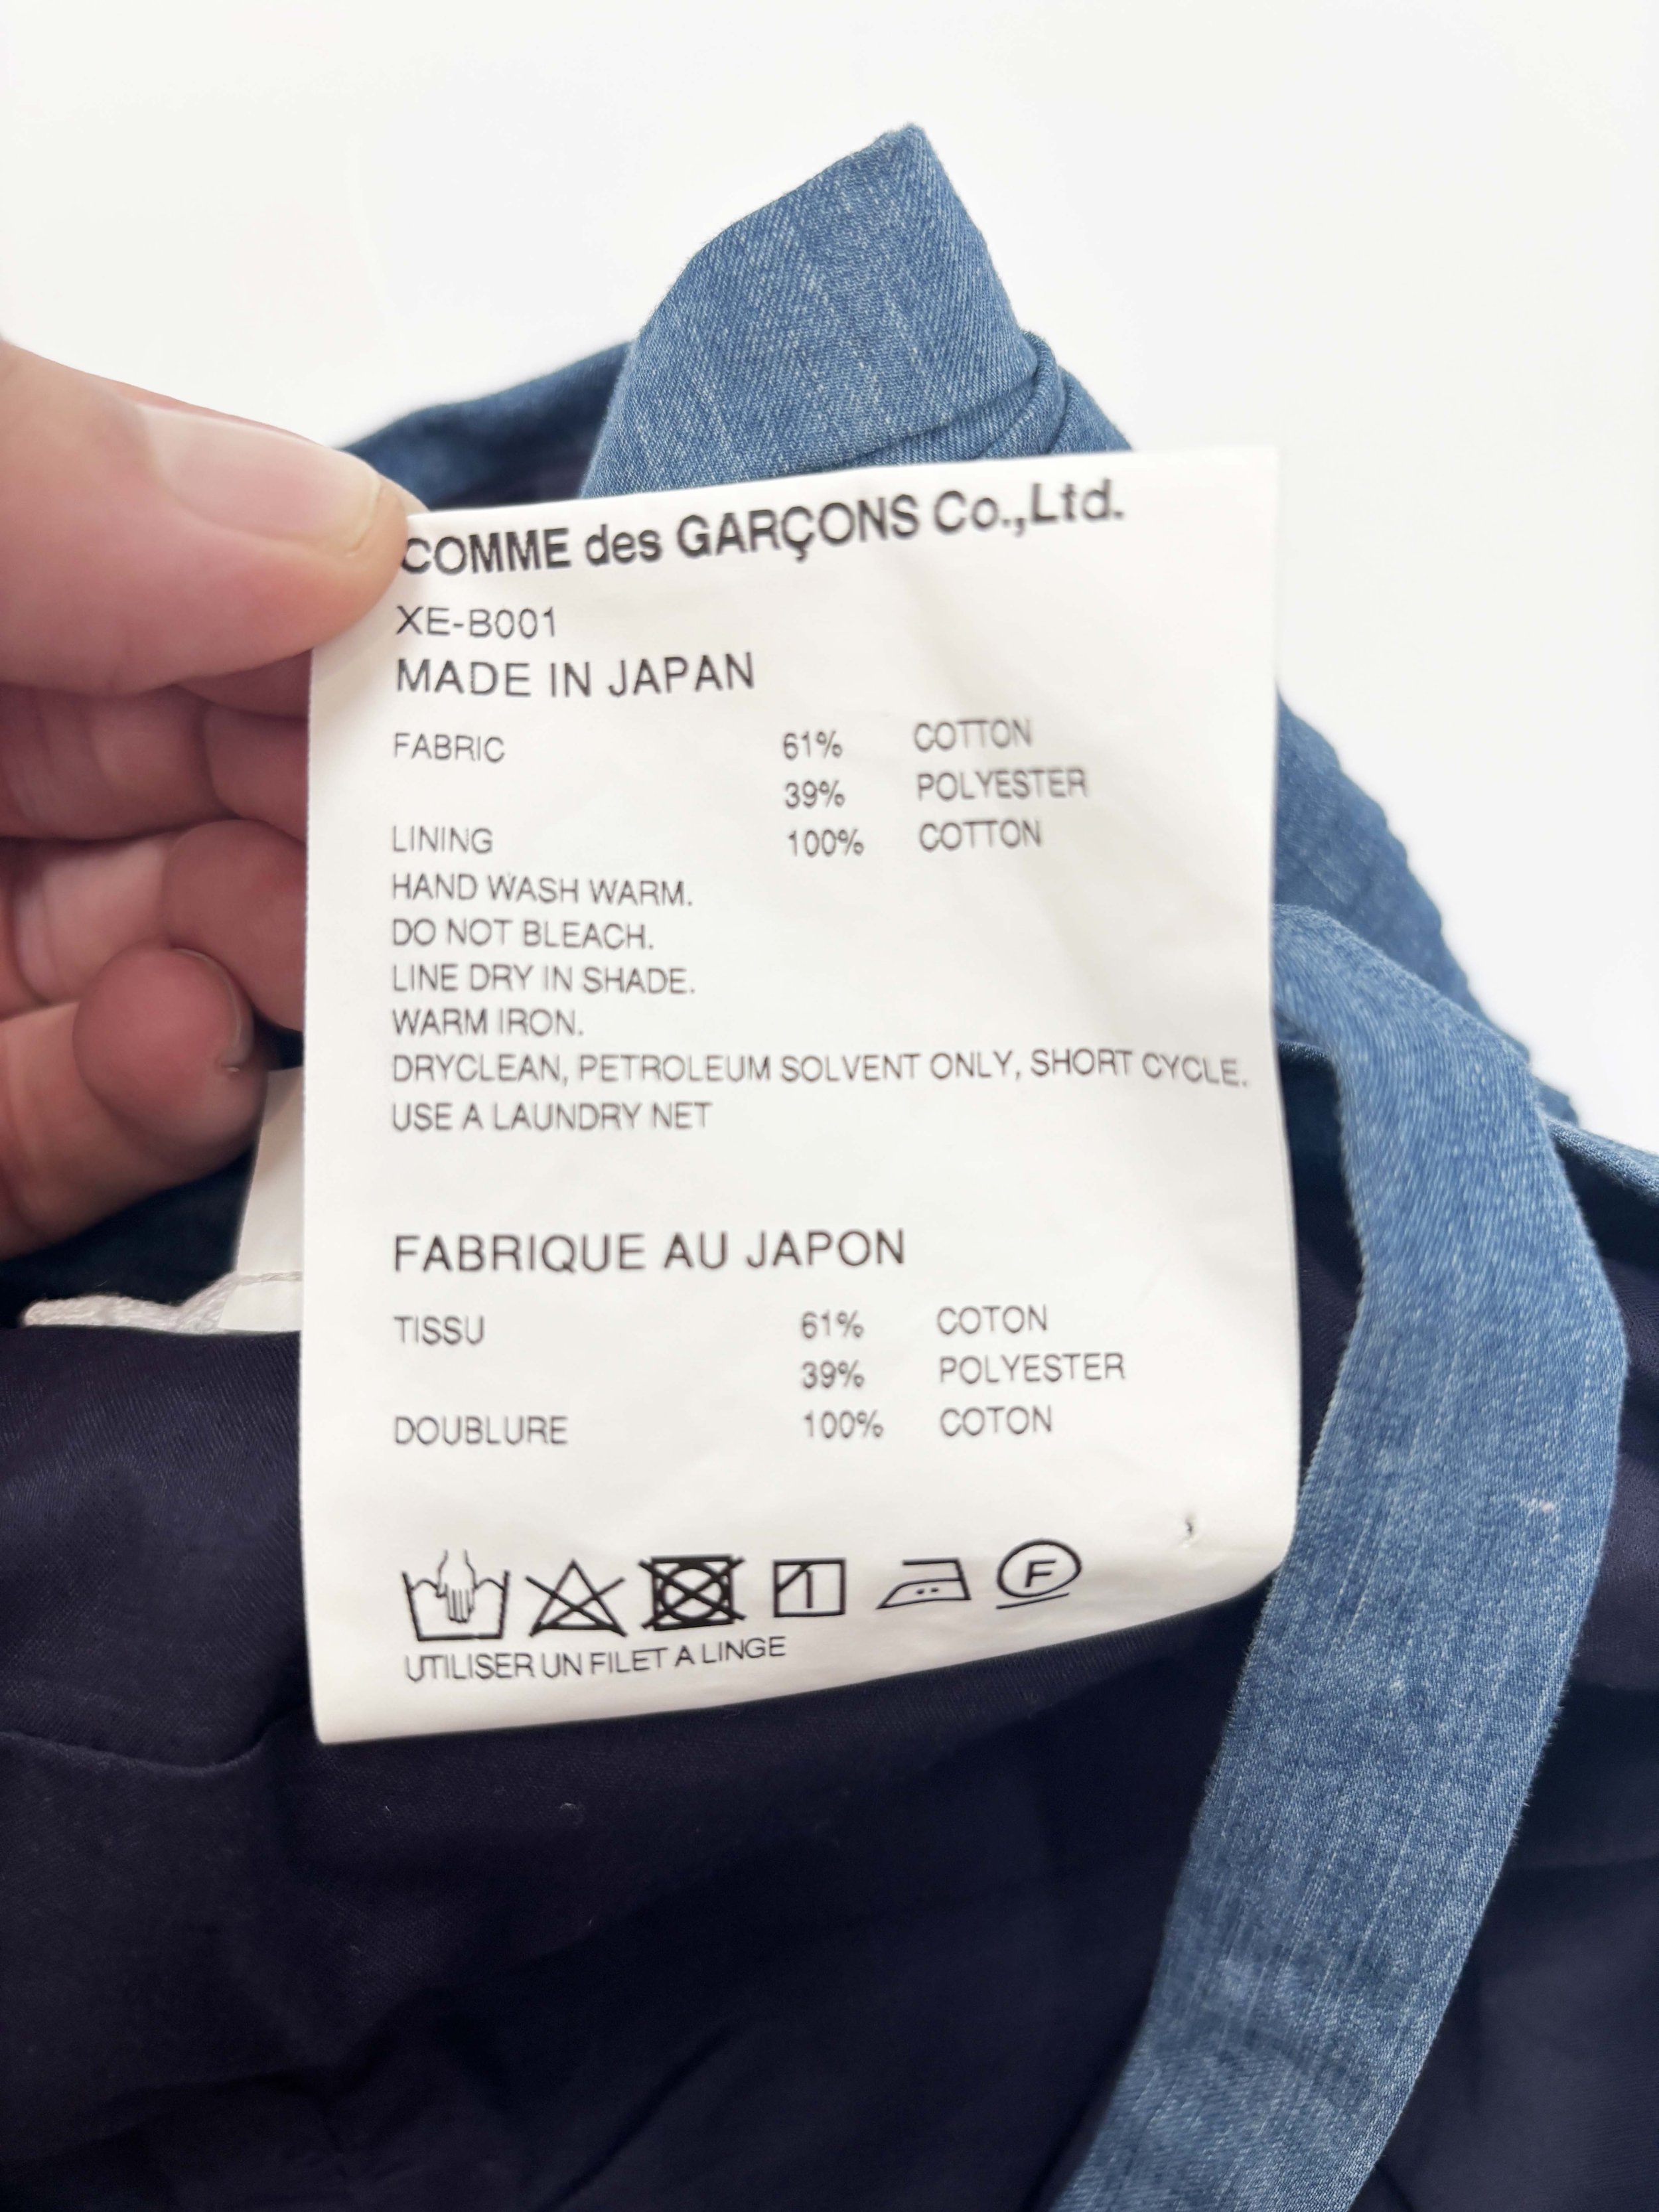 COMME des GARÇONS Co.,Ltd.
XE-B001
MADE IN JAPAN
FABRIC 61% COTTON
39% POLYESTER
LINING 100% COTTON
HAND WASH WARM.
DO NOT BLEACH.
LINE DRY IN SHADE.
WARM IRON.
DRYCLEAN, PETROLEUM SOLVENT ONLY, SHORT CYCLE.
USE A LAUNDRY NET
FABRIQUE AU JAPON
TISSU 61% COTON
39% POLYESTER
DOUBLURE 100% COTON
1 F
UTILISER UN FILET A LINGE